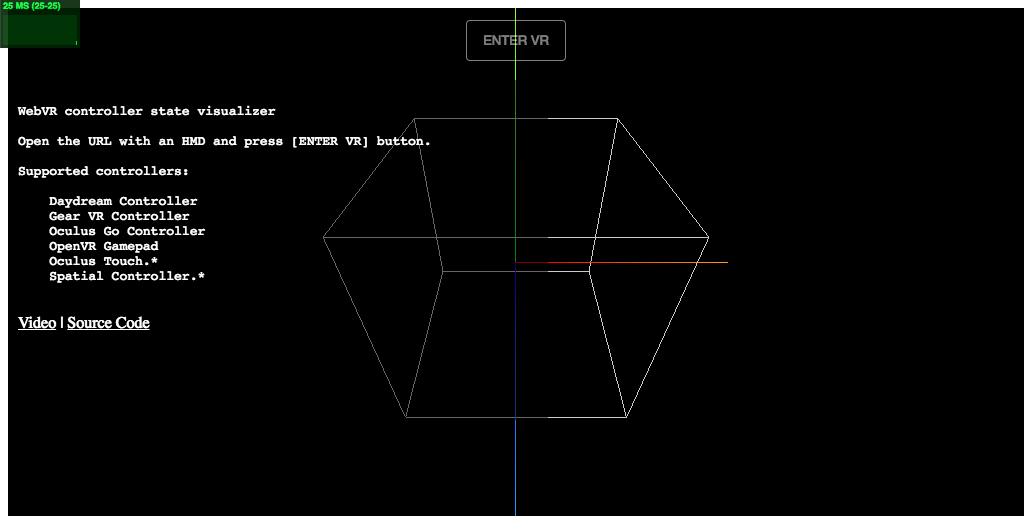 25 MS (25-25)
ENTER VR
WebVR controller state visualizer
Open the URL with an HMD and press [ENTER VR] button.
Supported controllers:
Daydream Controller
Gear VR Controller
Oculus Go Controller
OpenVR Gamepad
Oculus Touch.*
Spatial Controller.*
Video | Source Code